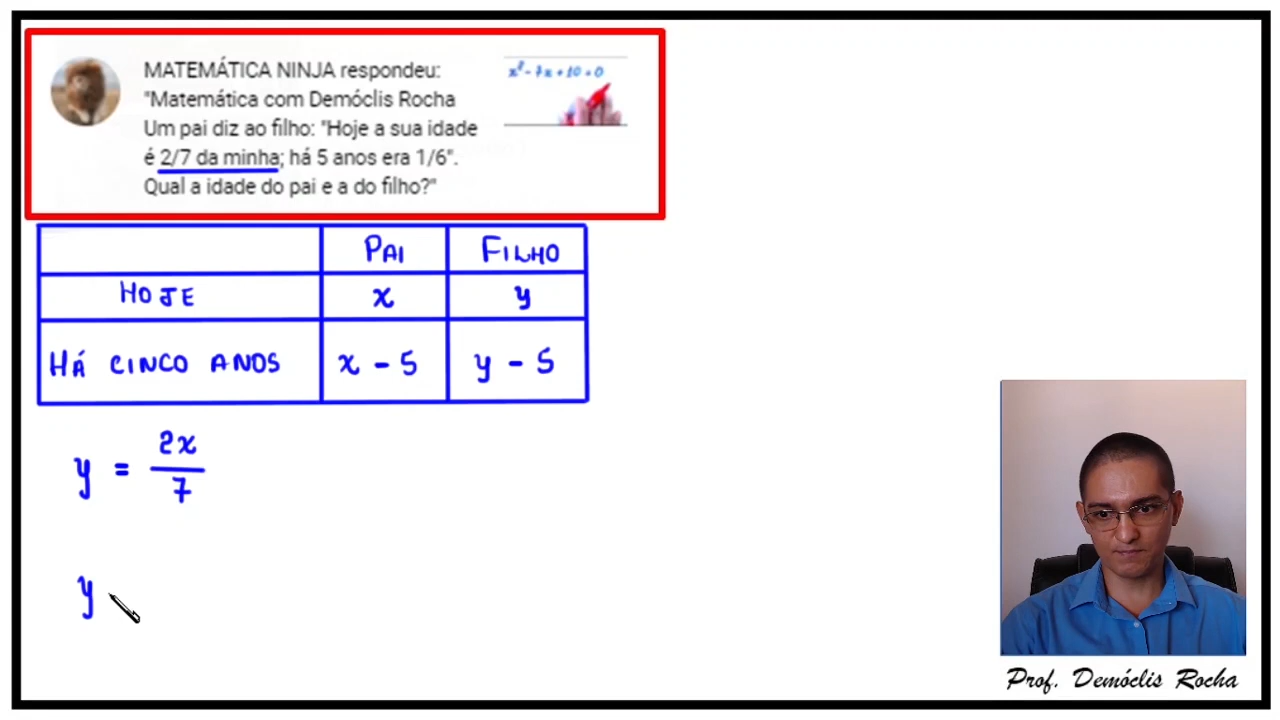 MATEMÁTICA NINJA respondeu:
"Matemática com Demóclis Rocha
Um pai diz ao filho: "Hoje a sua idade
é 2/7 da minha; há 5 anos era 1/6".
Qual a idade do pai e a do filho?"
x² - 7x + 10 = 0
PAI FILHO
HOJE x y
HÁ CINCO ANOS x - 5 y - 5
y = 2x/7
y
Prof. Demóclis Rocha